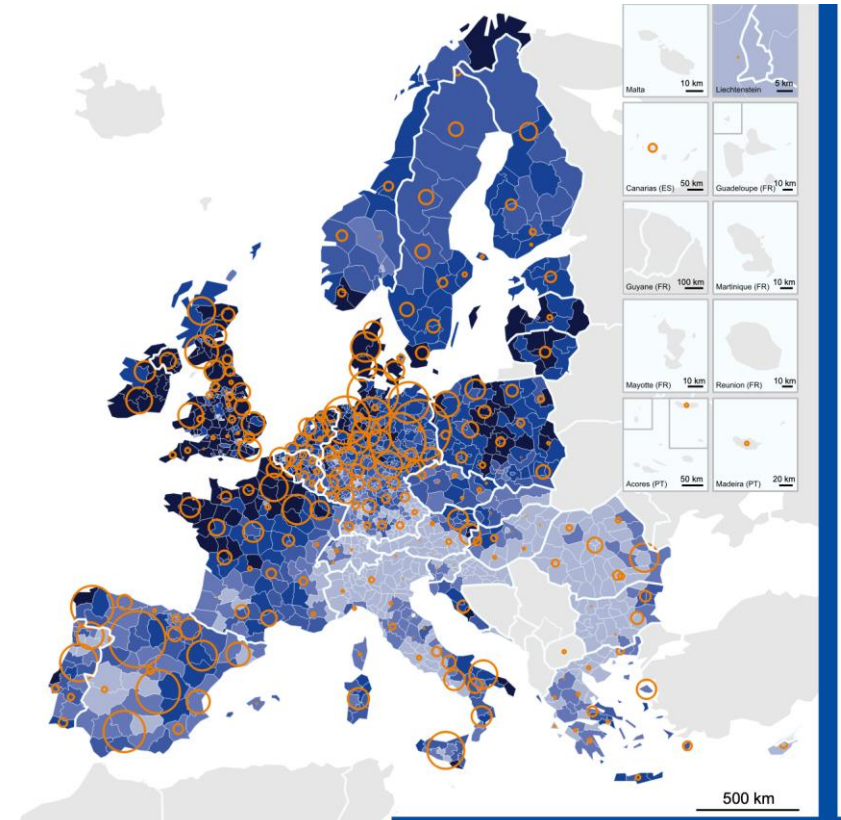 10 km
Malta
5 km
Liechtenstein
Canarias (ES)
50 km
Guadeloupe (FR)
10 km
Guyane (FR)
100 km
Martinique (FR)
10 km
Mayotte (FR)
10 km
Reunion (FR)
10 km
Acores (PT)
50 km
Madeira (PT)
20 km
500 km